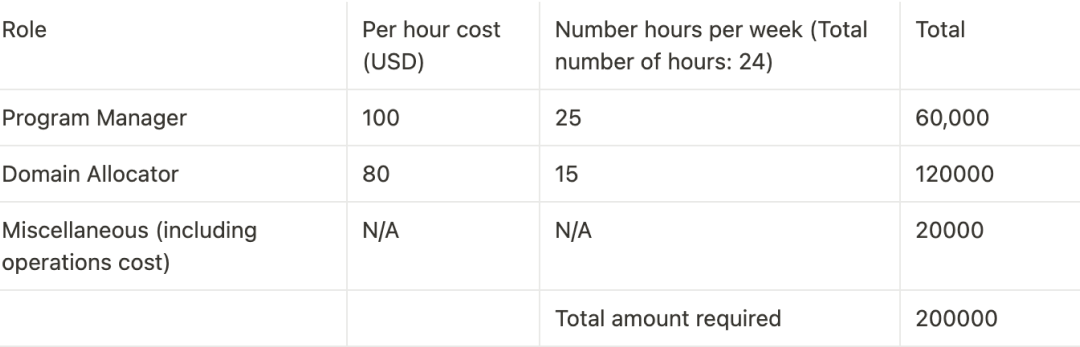 Role
Per hour cost
(USD)
Number hours per week (Total
number of hours: 24)
Total
Program Manager
100
25
60,000
Domain Allocator
80
15
120000
Miscellaneous (including
operations cost)
N/A
N/A
20000
Total amount required
200000